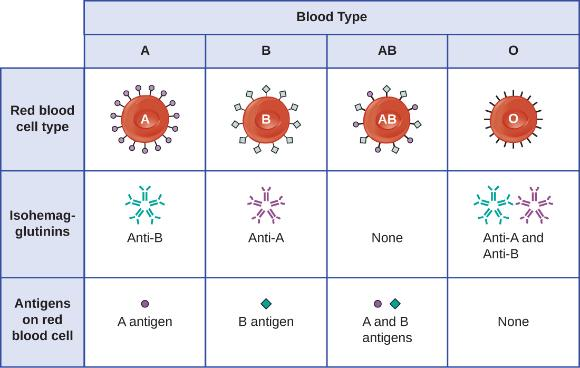 Blood Type
A B AB O
Red blood
cell type
A B AB O
Isohemag-
glutinins
Anti-B Anti-A None Anti-A and
Anti-B
Antigens
on red
blood cell
A antigen B antigen A and B
antigens
None